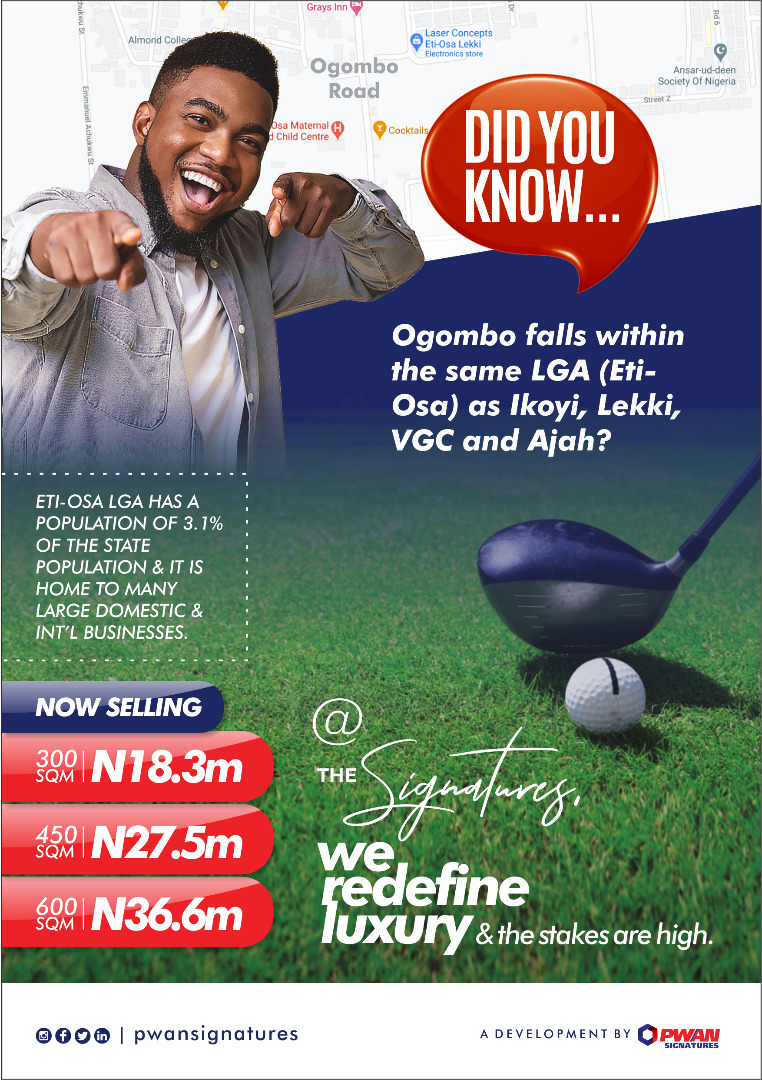 Grays Inn
Rd 6
Almond Colle
Laser Concepts
Eti-Osa Lekki
Electronics store
Ogombo
Road
Ansar-ud-deen
Society Of Nigeria
Street Z
Emmanuel Achukwu St
Osa Maternal
d Child Centre
Cocktails
DID YOU
KNOW...
Ogombo falls within
the same LGA (Eti-
Osa) as Ikoyi, Lekki,
VGC and Ajah?
ETI-OSA LGA HAS A
POPULATION OF 3.1%
OF THE STATE
POPULATION & IT IS
HOME TO MANY
LARGE DOMESTIC &
INT'L BUSINESSES.
NOW SELLING
300
SQM | N18.3m
450
SQM | N27.5m
600
SQM | N36.6m
@
THE Signatures,
we
redefine
luxury & the stakes are high.
| pwansignatures
A DEVELOPMENT BY PWAN
SIGNATURES